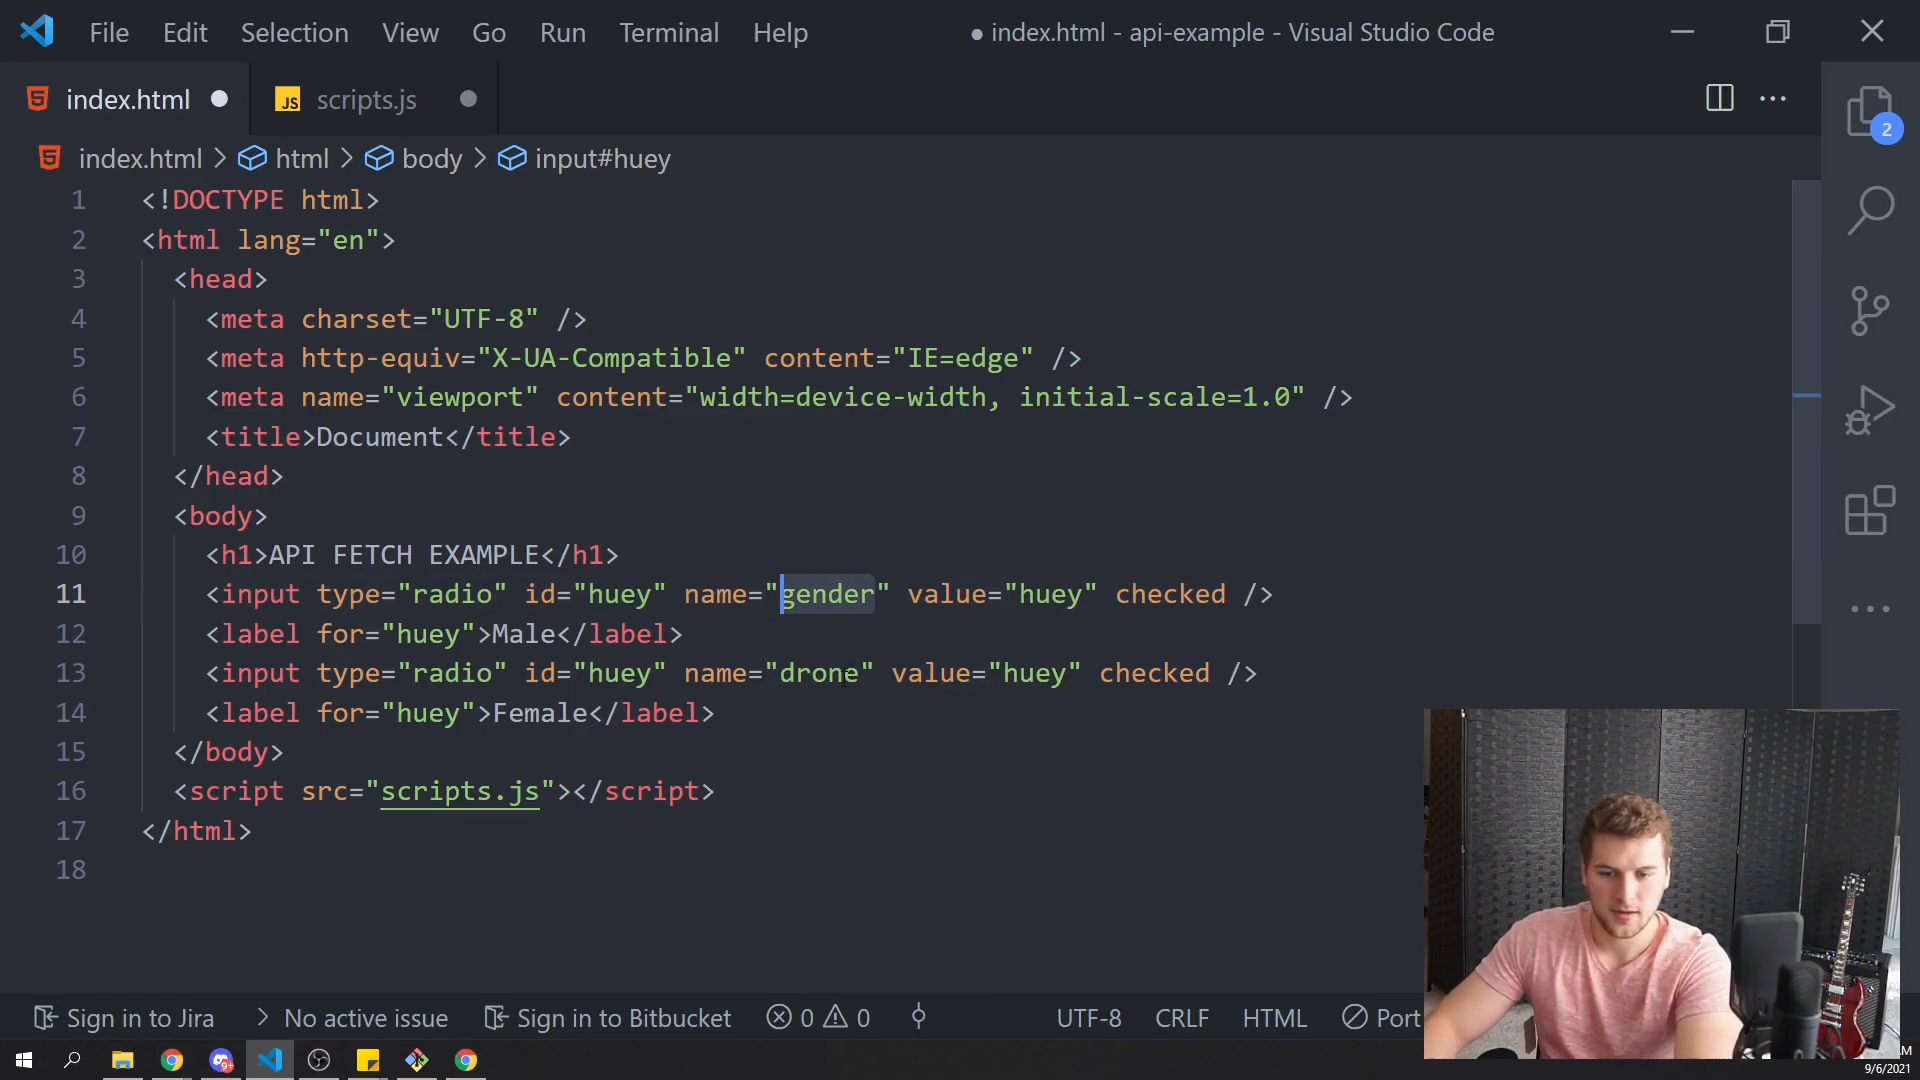 File Edit Selection View Go Run Terminal Help ● index.html - api-example - Visual Studio Code
index.html JS scripts.js
index.html > html > body > input#huey
2
1 <!DOCTYPE html>
2 <html lang="en">
3 <head>
4 <meta charset="UTF-8" />
5 <meta http-equiv="X-UA-Compatible" content="IE=edge" />
6 <meta name="viewport" content="width=device-width, initial-scale=1.0" />
7 <title>Document</title>
8 </head>
9 <body>
10 <h1>API FETCH EXAMPLE</h1>
11 <input type="radio" id="huey" name="gender" value="huey" checked />
12 <label for="huey">Male</label>
13 <input type="radio" id="huey" name="drone" value="huey" checked />
14 <label for="huey">Female</label>
15 </body>
16 <script src="scripts.js"></script>
17 </html>
18
Sign in to Jira > No active issue Sign in to Bitbucket 0 0 UTF-8 CRLF HTML Port
9+
9/6/2021